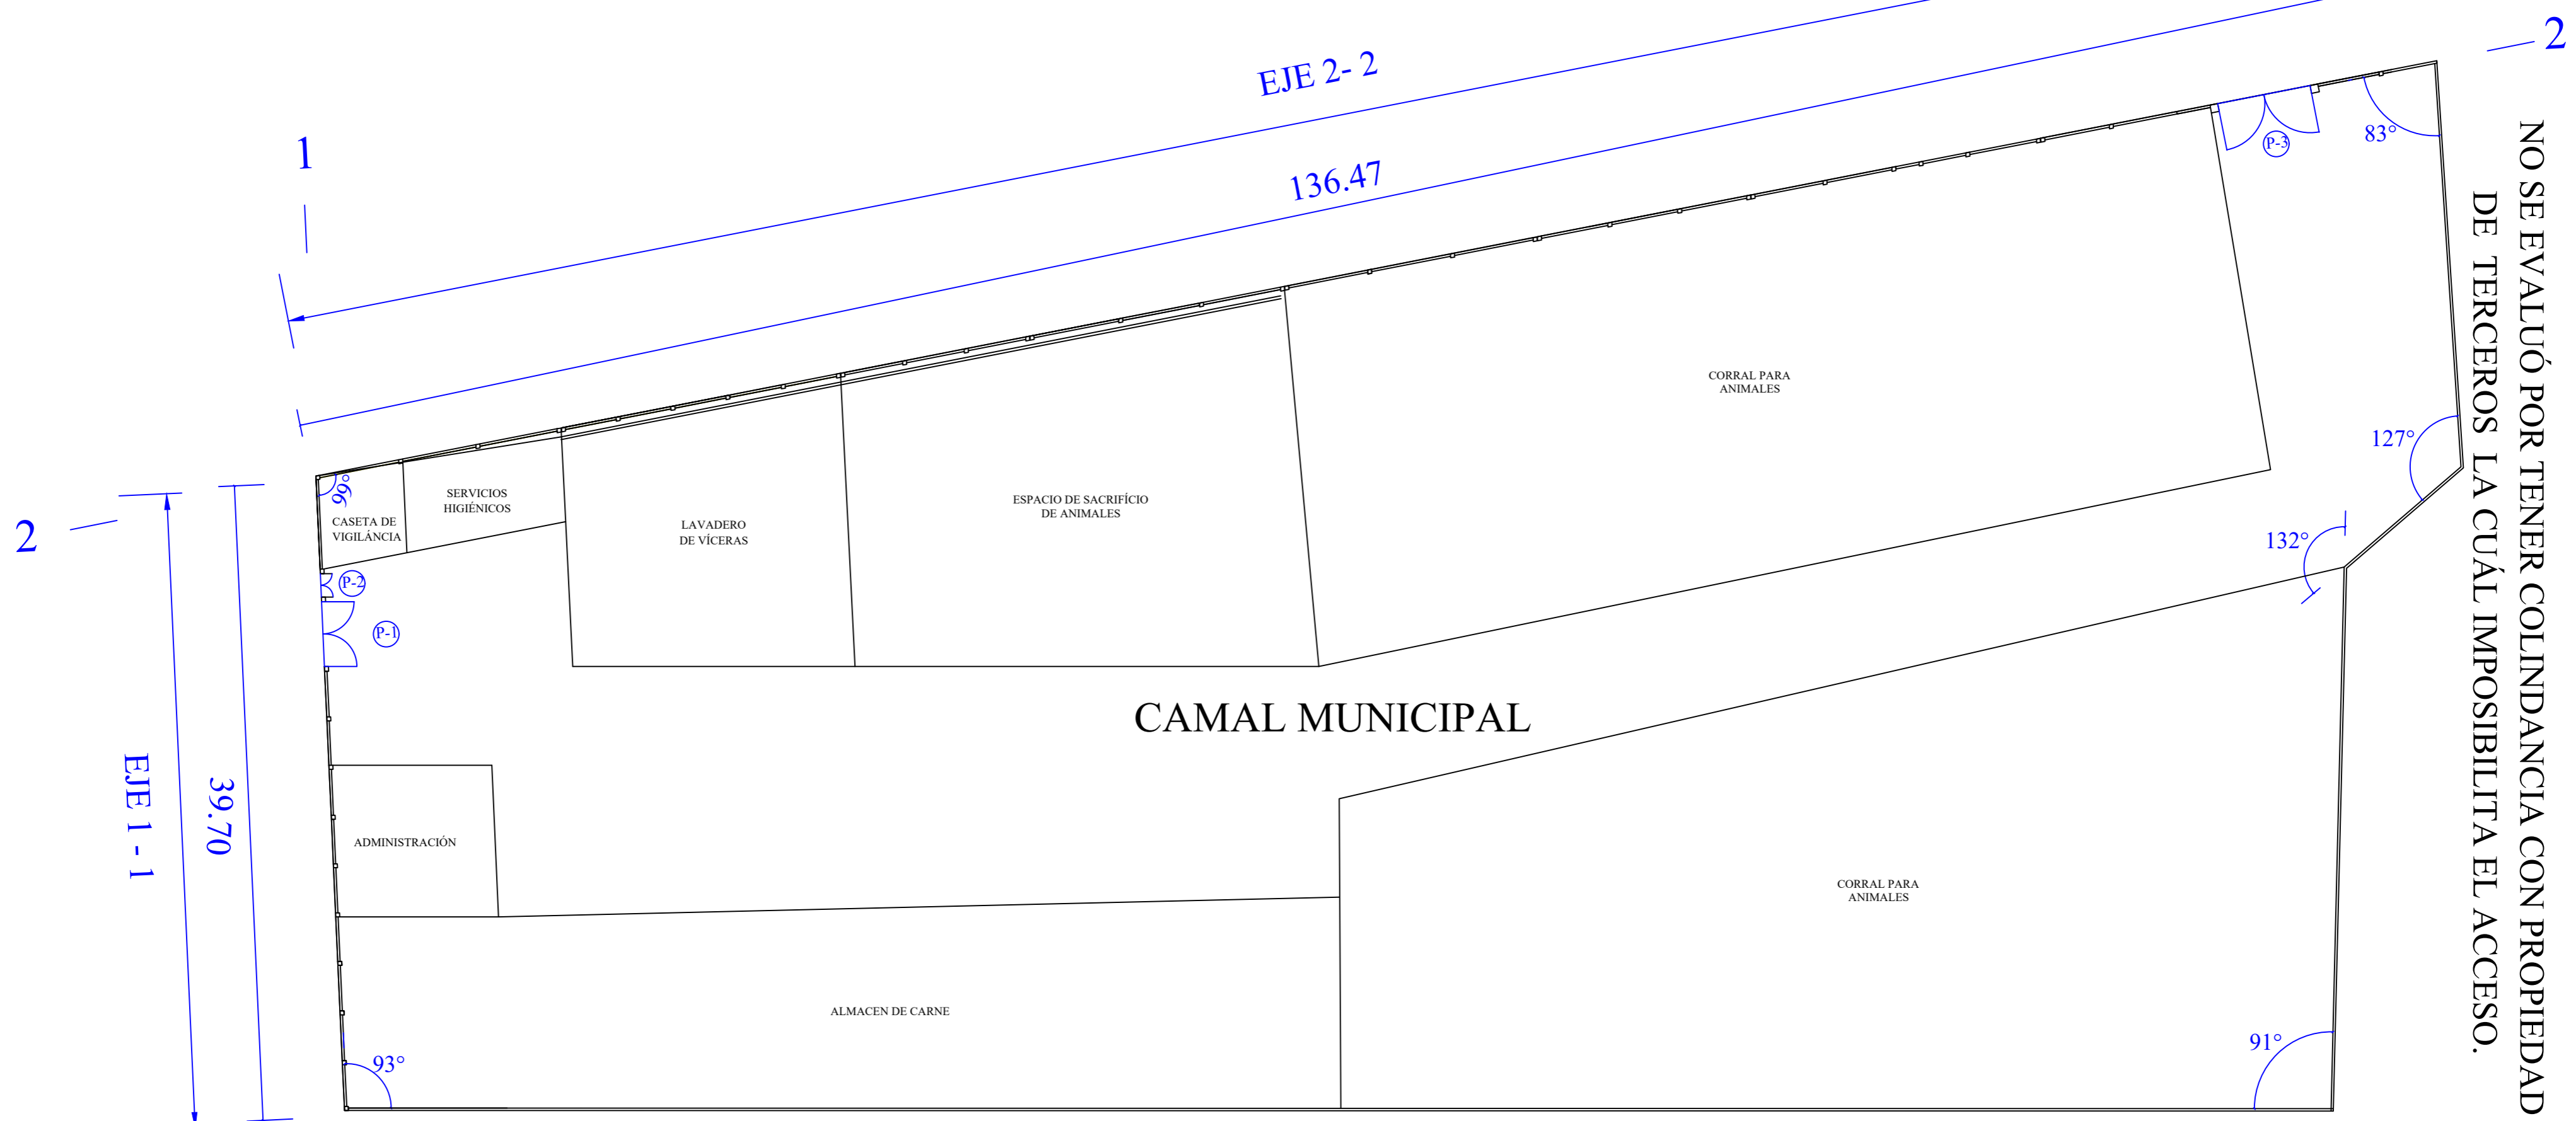 2
EJE 2- 2
1
136.47
P-3
83°
NO SE EVALUÓ POR TENER COLINDANCIA CON PROPIEDAD
DE TERCEROS LA CUÁL IMPOSIBILITA EL ACCESO.
CORRAL PARA
ANIMALES
127°
99°
SERVICIOS
HIGIÉNICOS
ESPACIO DE SACRIFÍCIO
DE ANIMALES
CASETA DE
VIGILÁNCIA
LAVADERO
DE VÍCERAS
2
132°
P-2
P-1
CAMAL MUNICIPAL
EJE 1 - 1
39.70
ADMINISTRACIÓN
CORRAL PARA
ANIMALES
ALMACEN DE CARNE
91°
93°